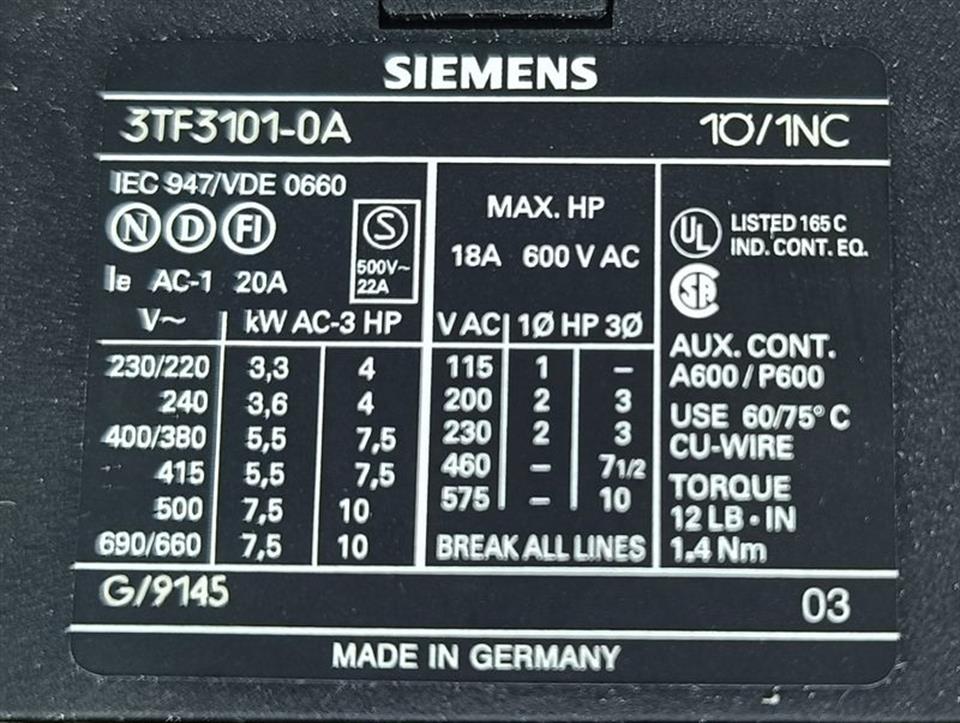 SIEMENS
3TF3101-0A 10/1NC
IEC 947/VDE 0660
N D FI S
500V~
22A
Ie AC-1 20A
V~ kW AC-3 HP
230/220 3,3 4
240 3,6 4
400/380 5,5 7,5
415 5,5 7,5
500 7,5 10
690/660 7,5 10
MAX. HP
18A 600 V AC
V AC 1Ø HP 3Ø
115 1 –
200 2 3
230 2 3
460 – 7 1/2
575 – 10
BREAK ALL LINES
UL LISTED 165 C
IND. CONT. EQ.
SA
AUX. CONT.
A600 / P600
USE 60/75° C
CU-WIRE
TORQUE
12 LB • IN
1.4 Nm
G/9145 03
MADE IN GERMANY